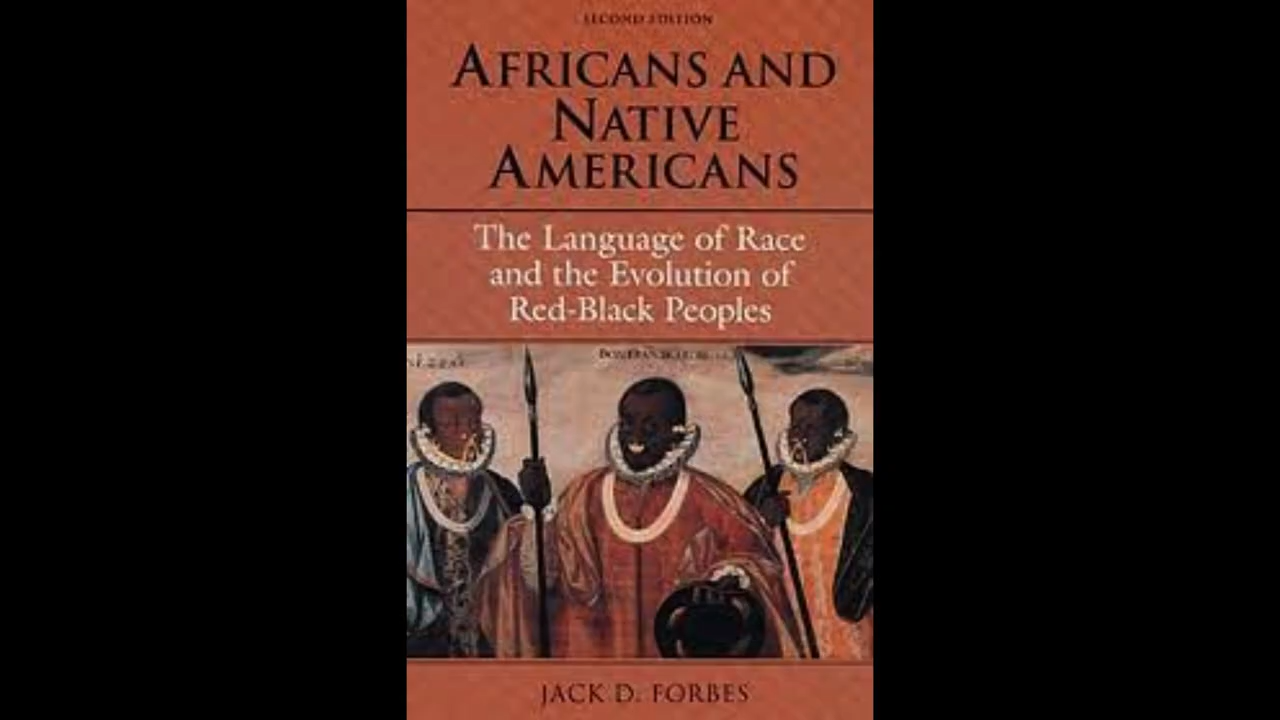 SECOND EDITION
AFRICANS AND
NATIVE
AMERICANS
The Language of Race
and the Evolution of
Red-Black Peoples
JACK D. FORBES